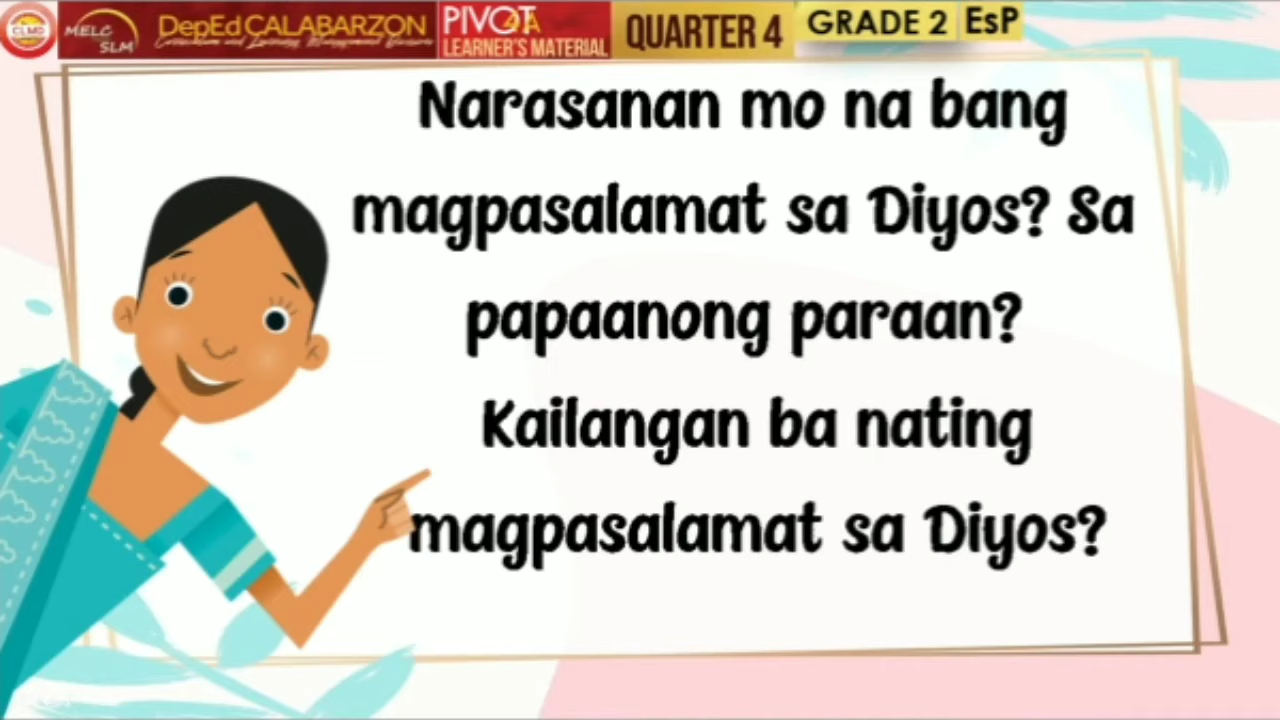 CLMD
MELC
SLM
DepEd CALABARZON
PIVOT 4A
LEARNER'S MATERIAL
QUARTER 4
GRADE 2
EsP
Narasanan mo na bang
magpasalamat sa Diyos? Sa
papaanong paraan?
Kailangan ba nating
magpasalamat sa Diyos?